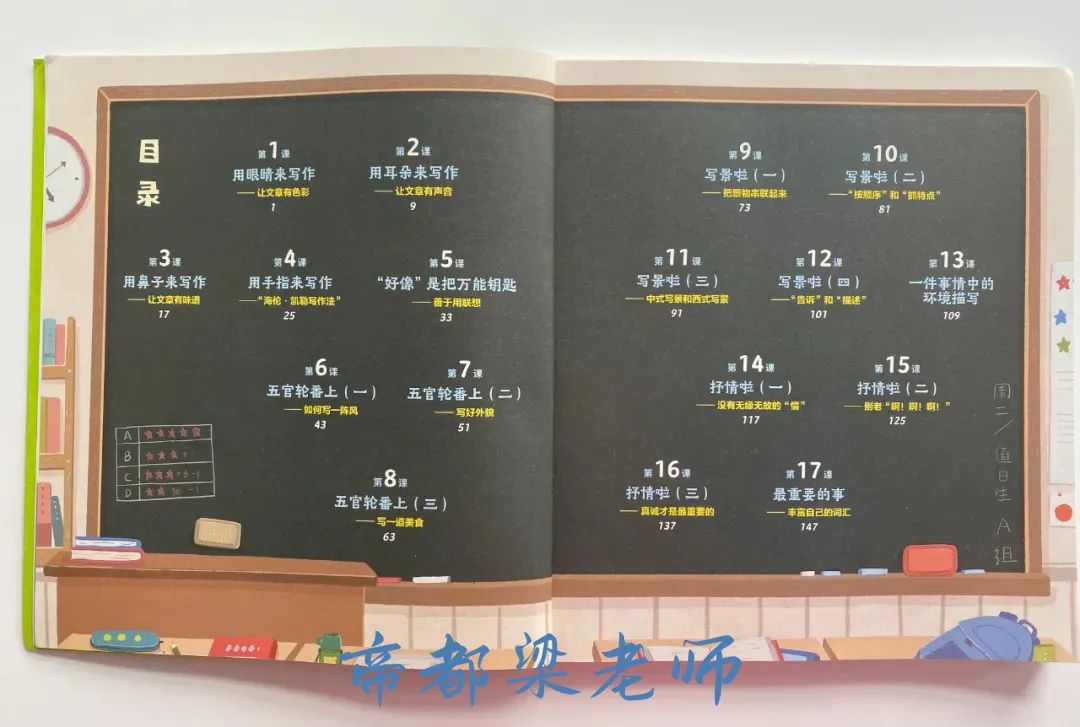 目
录
第1课
用眼睛来写作
——让文章有色彩
1
第2课
用耳朵来写作
——让文章有声音
9
第3课
用鼻子来写作
——让文章有味道
17
第4课
用手指来写作
——“海伦·凯勒写作法”
25
第5课
“好像”是把万能钥匙
——善于用联想
33
第6课
五官轮番上（一）
——如何写一阵风
43
第7课
五官轮番上（二）
——写好外貌
51
第8课
五官轮番上（三）
——写一道美食
63
A
B
C
D
第9课
写景啦（一）
——把景物串联起来
73
第10课
写景啦（二）
——“按顺序”和“抓特点”
81
第11课
写景啦（三）
——中式写景和西式写景
91
第12课
写景啦（四）
——“告诉”和“描述”
101
第13课
一件事情中的
环境描写
109
第14课
抒情啦（一）
——没有无缘无故的“情”
117
第15课
抒情啦（二）
——别老“啊！啊！啊！”
125
第16课
抒情啦（三）
——真诚才是最重要的
137
第17课
最重要的事
——丰富自己的词汇
147
周二/值日生A组
帝都梁老师